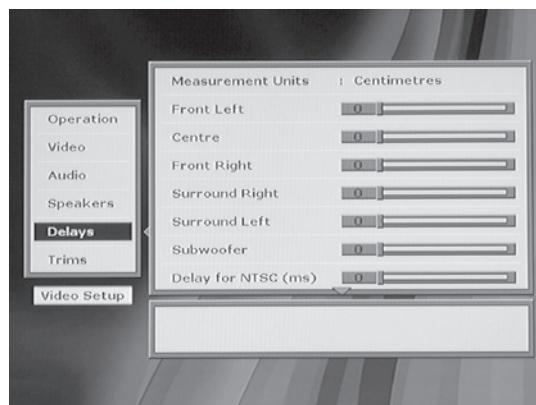 Operation
Video
Audio
Speakers
Delays
Trims
Video Setup
Measurement Units : Centimetres
Front Left 0
Centre 0
Front Right 0
Surround Right 0
Surround Left 0
Subwoofer 0
Delay for NTSC (ms) 0